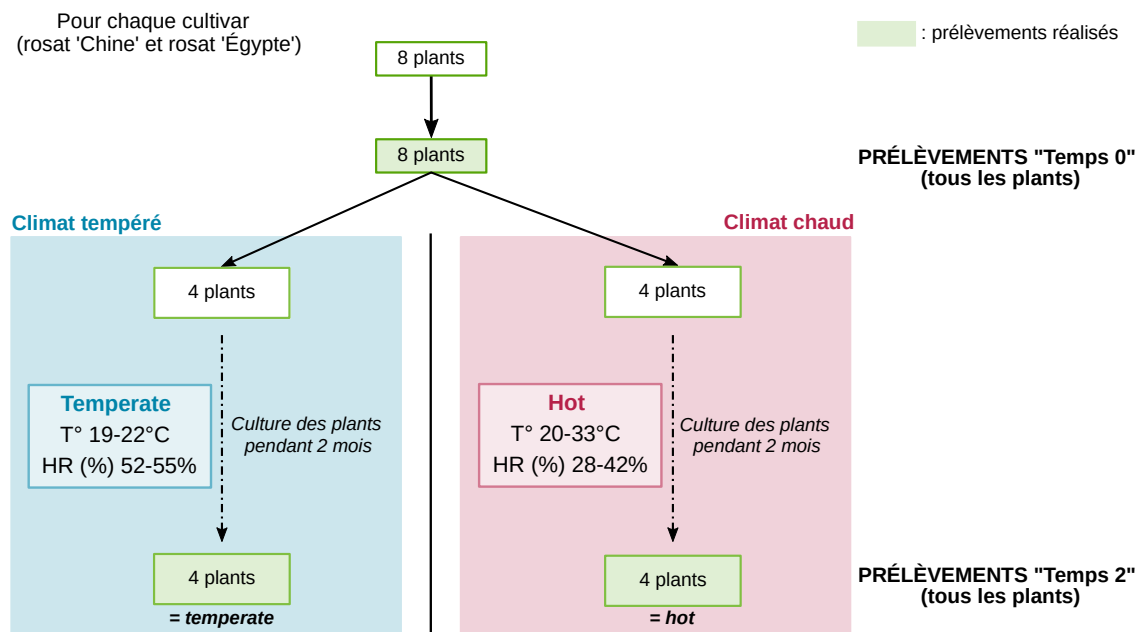 Pour chaque cultivar
(rosat 'Chine' et rosat 'Égypte')
: prélèvements réalisés
8 plants
8 plants
PRÉLÈVEMENTS "Temps 0"
(tous les plants)
Climat tempéré
Climat chaud
4 plants
4 plants
Temperate
T° 19-22°C
HR (%) 52-55%
Culture des plants
pendant 2 mois
Hot
T° 20-33°C
HR (%) 28-42%
Culture des plants
pendant 2 mois
4 plants
= temperate
4 plants
= hot
PRÉLÈVEMENTS "Temps 2"
(tous les plants)